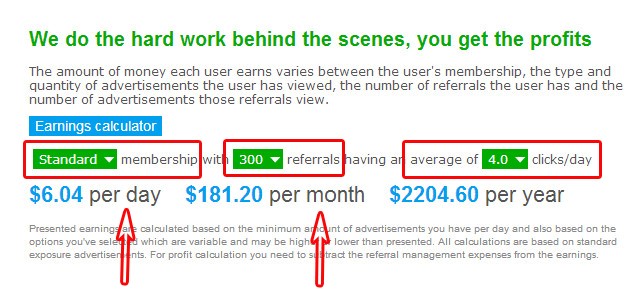 We do the hard work behind the scenes, you get the profits
The amount of money each user earns varies between the user's membership, the type and
quantity of advertisements the user has viewed, the number of referrals the user has and the
number of advertisements those referrals view.
Earnings calculator
Standard membership with 300 referrals having an average of 4.0 clicks/day
$6.04 per day $181.20 per month $2204.60 per year
Presented earnings are calculated based on the minimum amount of advertisements you have per day and also based on the
options you've selected which are variable and may be higher or lower than presented. All calculations are based on standard
exposure advertisements. For profit calculation you need to subtract the referral management expenses from the earnings.